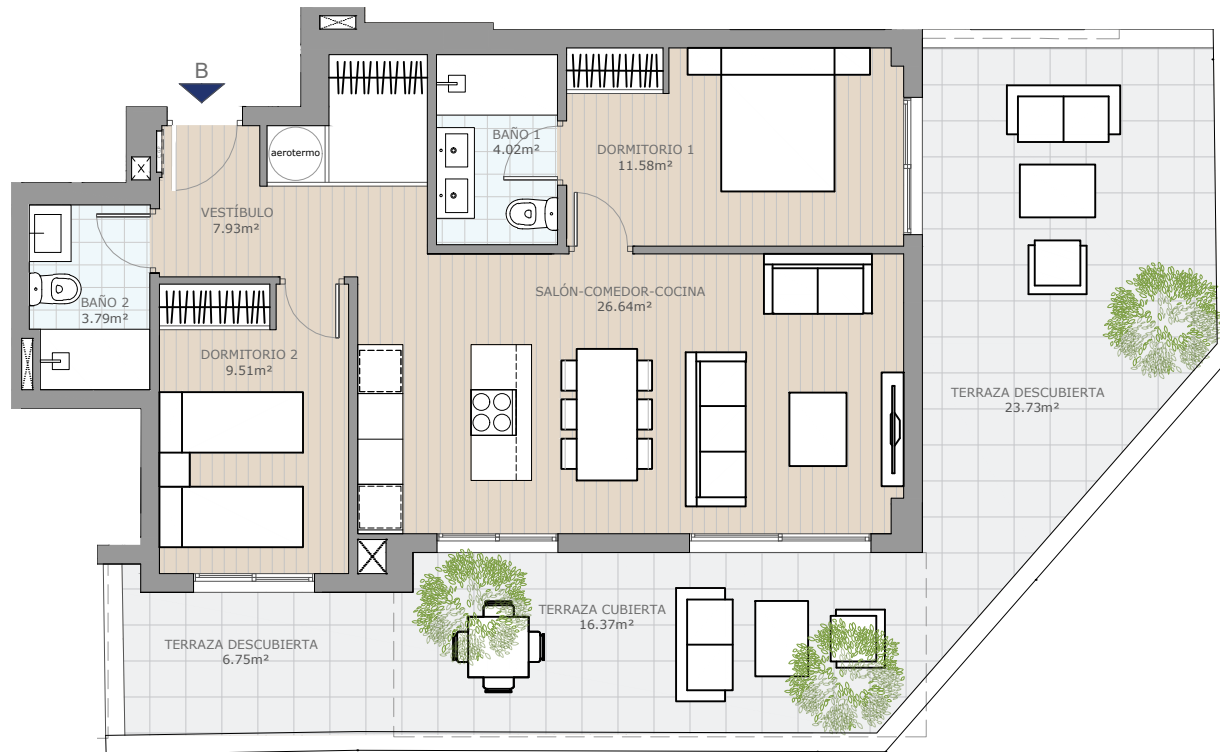 B
aerotermo
BAÑO 1
4.02m²
DORMITORIO 1
11.58m²
VESTÍBULO
7.93m²
BAÑO 2
3.79m²
SALÓN-COMEDOR-COCINA
26.64m²
DORMITORIO 2
9.51m²
TERRAZA DESCUBIERTA
23.73m²
TERRAZA CUBIERTA
16.37m²
TERRAZA DESCUBIERTA
6.75m²